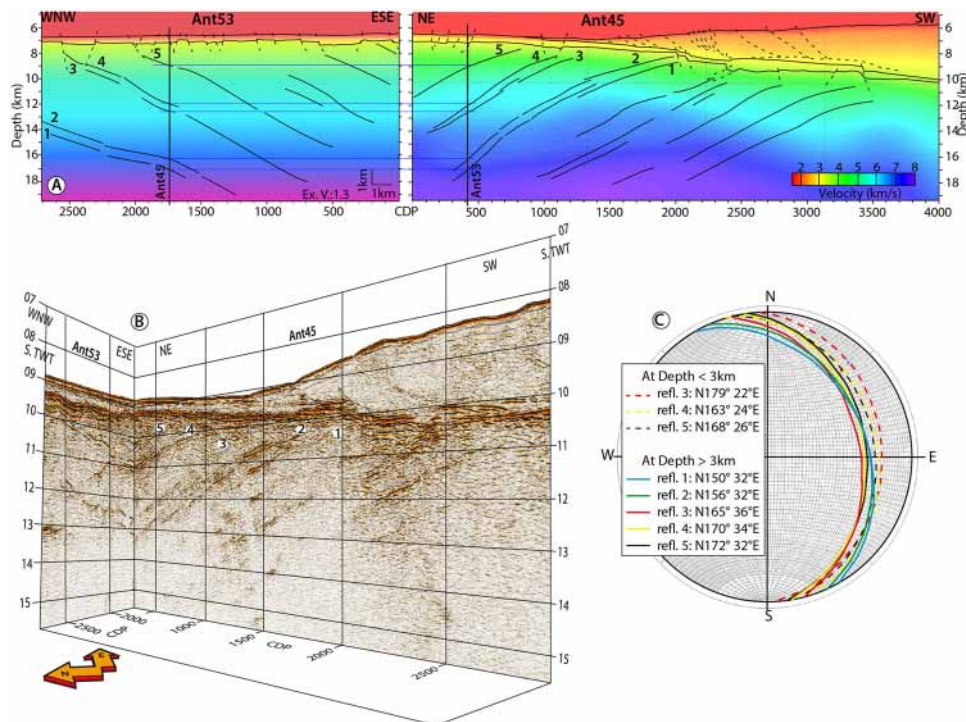 WNW Ant53 ESE
NE Ant45 SW
Depth (km)
6
8
10
12
14
16
18
5
4
3
2
1
A
Ant45
Ex. V.:1.3
1km
1km
2500 2000 1500 1000 500 CDP
5 4 3 2 1
Ant53
2 3 4 5 6 7 8
Velocity (km/s)
500 1000 1500 2000 2500 3000 3500 4000
6
8
10
12
14
16
18
Depth (km)
B
07
WNW
08
S. TWT
09
10
11
12
13
14
15
Ant53
ESE
NE
Ant45
SW
07
S. TWT
08
09
10
11
12
13
14
15
5 4 3 2 1
2500 CDP 2000
1000 1500 CDP 2000 2500
N
C
N
W
E
S
At Depth < 3km
refl. 3: N179° 22°E
refl. 4: N163° 24°E
refl. 5: N168° 26°E
At Depth > 3km
refl. 1: N150° 32°E
refl. 2: N156° 32°E
refl. 3: N165° 36°E
refl. 4: N170° 34°E
refl. 5: N172° 32°E